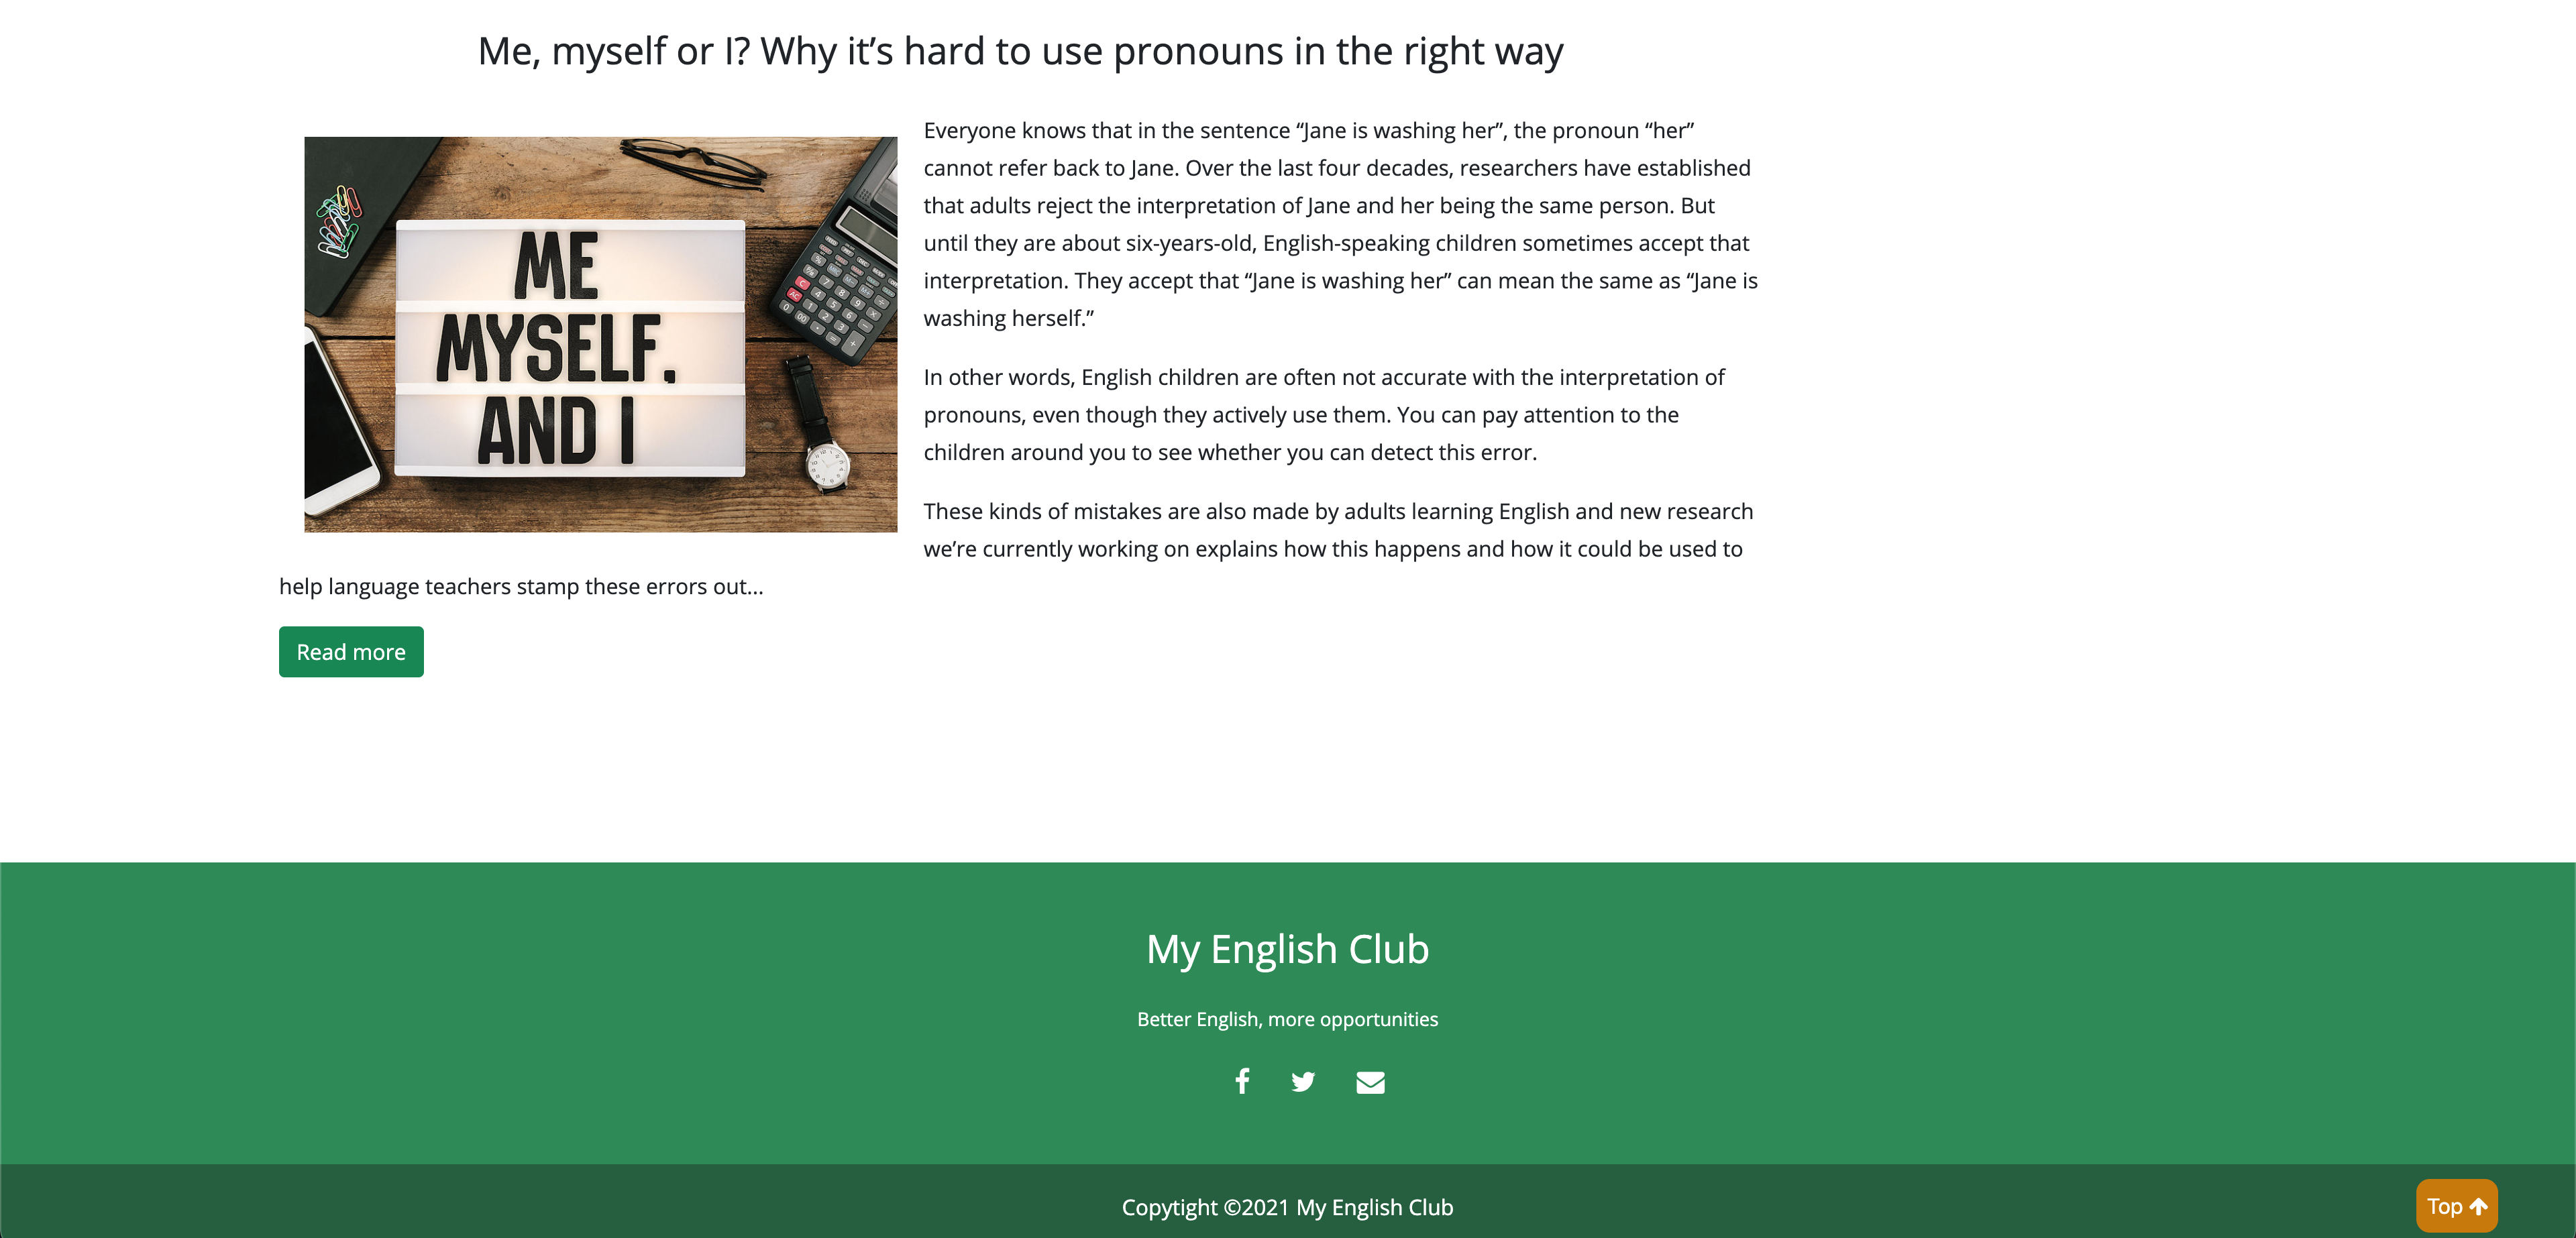 Me, myself or I? Why it’s hard to use pronouns in the right way
ME
MYSELF,
AND I
Everyone knows that in the sentence “Jane is washing her”, the pronoun “her”
cannot refer back to Jane. Over the last four decades, researchers have established
that adults reject the interpretation of Jane and her being the same person. But
until they are about six-years-old, English-speaking children sometimes accept that
interpretation. They accept that “Jane is washing her” can mean the same as “Jane is
washing herself.”
In other words, English children are often not accurate with the interpretation of
pronouns, even though they actively use them. You can pay attention to the
children around you to see whether you can detect this error.
These kinds of mistakes are also made by adults learning English and new research
we’re currently working on explains how this happens and how it could be used to
help language teachers stamp these errors out...
Read more
My English Club
Better English, more opportunities
Copytight ©2021 My English Club
Top